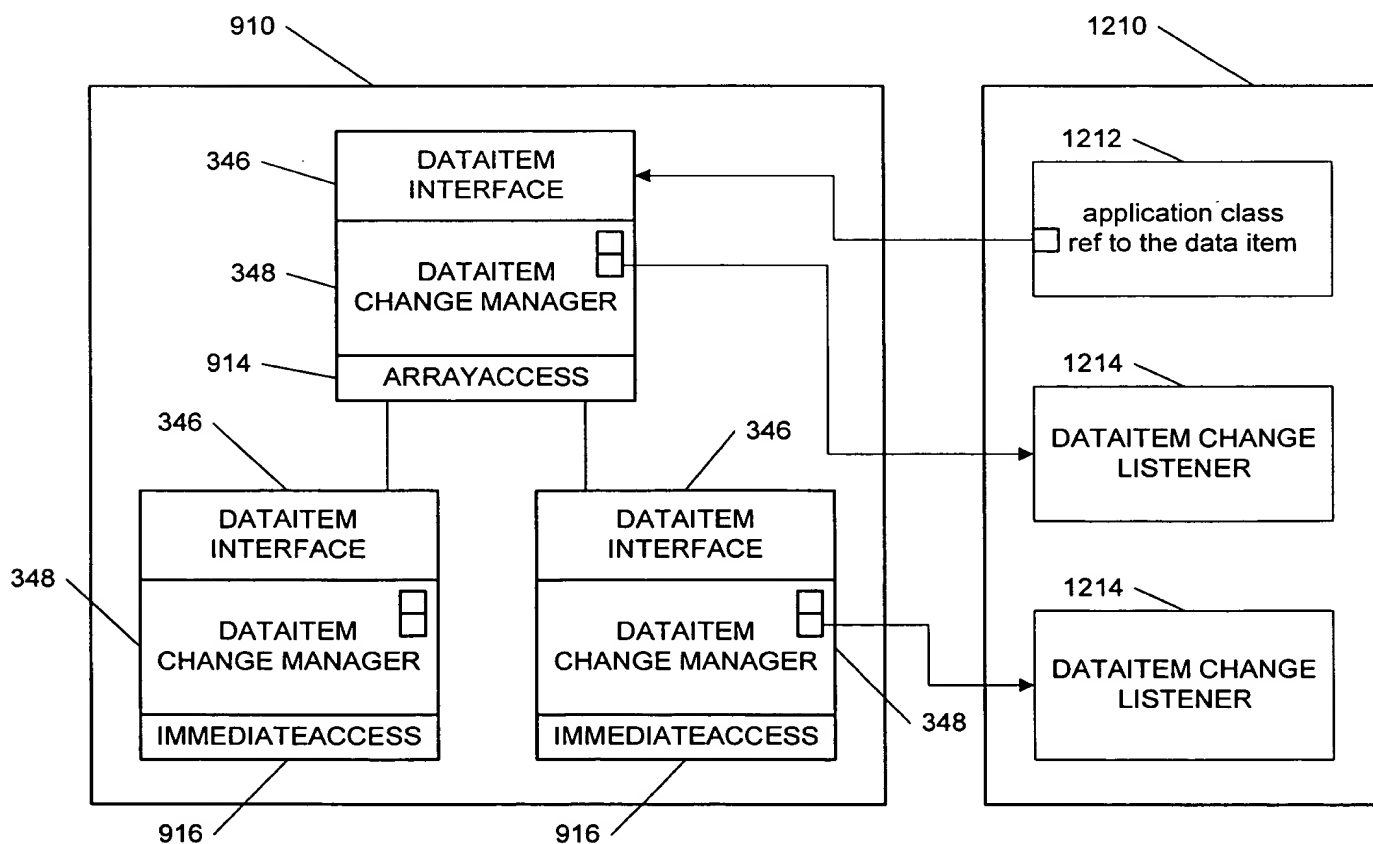 910
1210
346
DATAITEM
INTERFACE
1212
application class
ref to the data item
348
DATAITEM
CHANGE MANAGER
914
ARRAYACCESS
1214
DATAITEM CHANGE
LISTENER
346
346
DATAITEM
INTERFACE
DATAITEM
INTERFACE
348
DATAITEM
CHANGE MANAGER
DATAITEM
CHANGE MANAGER
1214
DATAITEM CHANGE
LISTENER
348
IMMEDIATEACCESS
IMMEDIATEACCESS
916
916